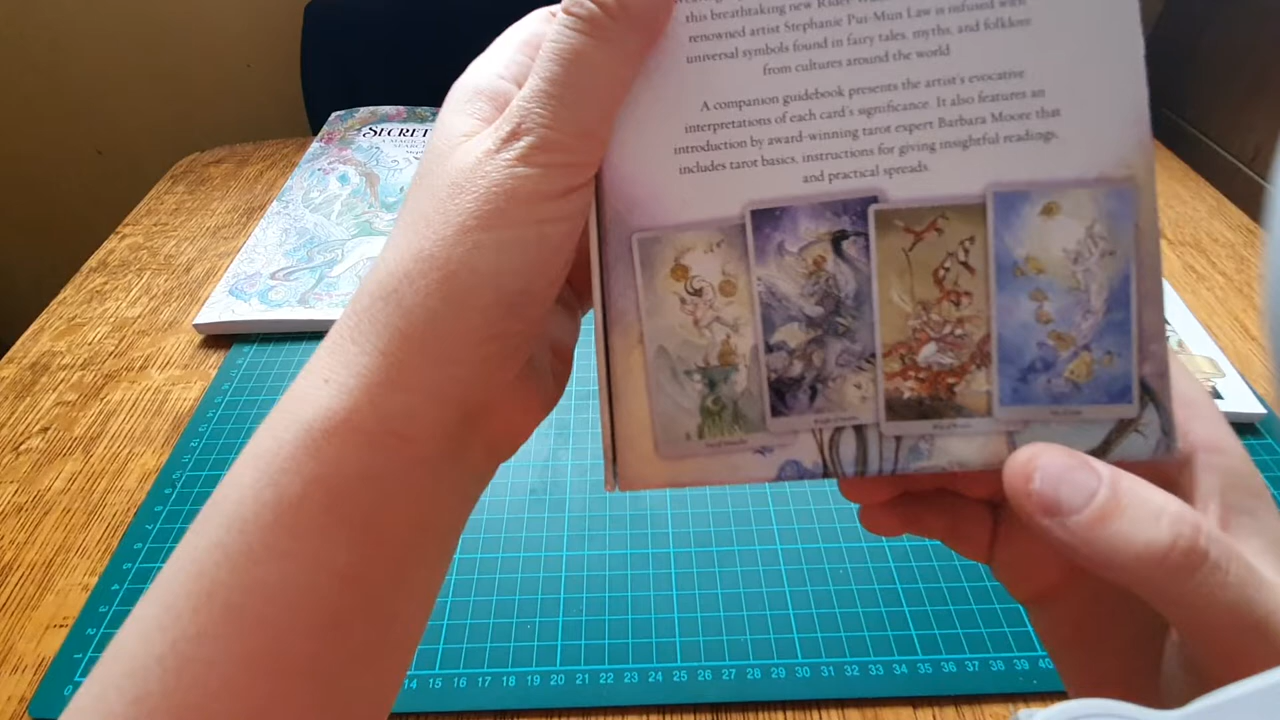 this breathtaking new Rider
renowned artist Stephanie Pui-Mun Law is infused with
universal symbols found in fairy tales, myths, and folklore
from cultures around the world
A companion guidebook presents the artist's evocative
interpretations of each card's significance. It also features an
introduction by award-winning tarot expert Barbara Moore that
includes tarot basics, instructions for giving insightful readings,
and practical spreads.
SECRET
A MAGICA
SEARC
14 15 16 17 18 19 20 21 22 23 24 25 26 27 28 29 30 31 32 33 34 35 36 37 38 39 40